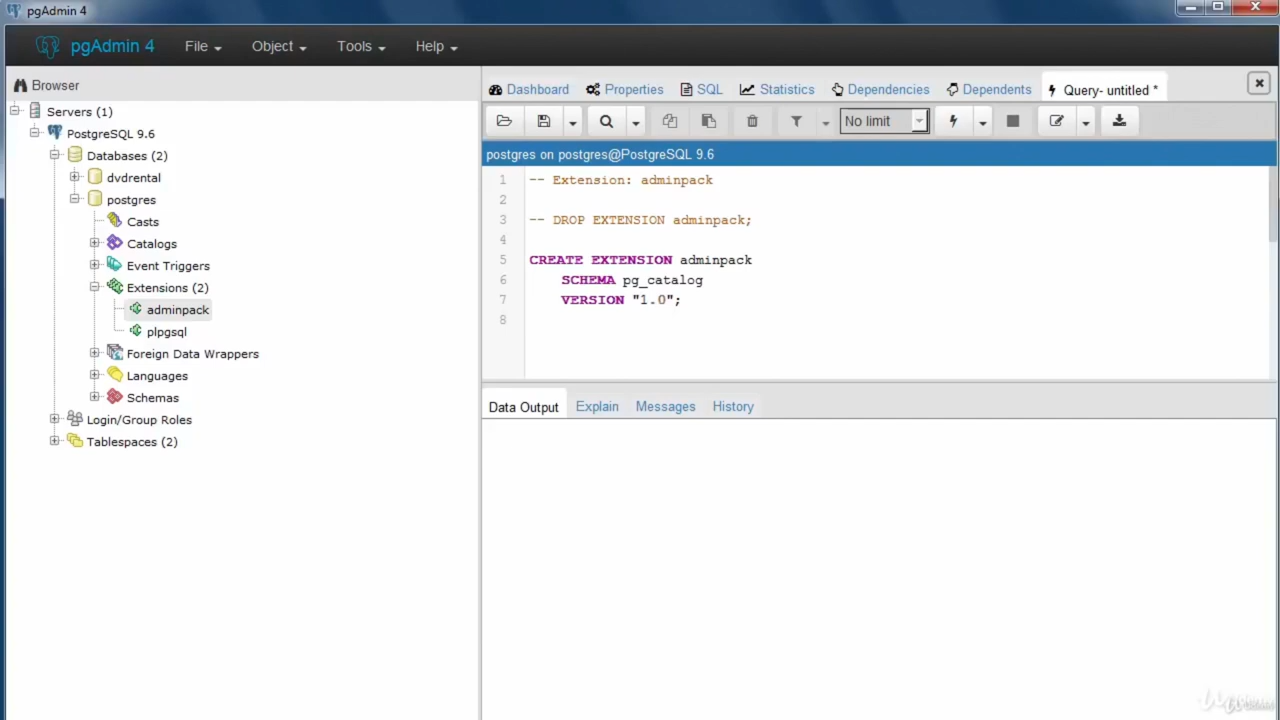 pgAdmin 4
pgAdmin 4 File Object Tools Help
Browser
Servers (1)
PostgreSQL 9.6
Databases (2)
dvdrental
postgres
Casts
Catalogs
Event Triggers
Extensions (2)
adminpack
plpgsql
Foreign Data Wrappers
Languages
Schemas
Login/Group Roles
Tablespaces (2)
Dashboard Properties SQL Statistics Dependencies Dependents Query- untitled *
No limit
postgres on postgres@PostgreSQL 9.6
1 -- Extension: adminpack
2
3 -- DROP EXTENSION adminpack;
4
5 CREATE EXTENSION adminpack
6 SCHEMA pg_catalog
7 VERSION "1.0";
8
Data Output Explain Messages History